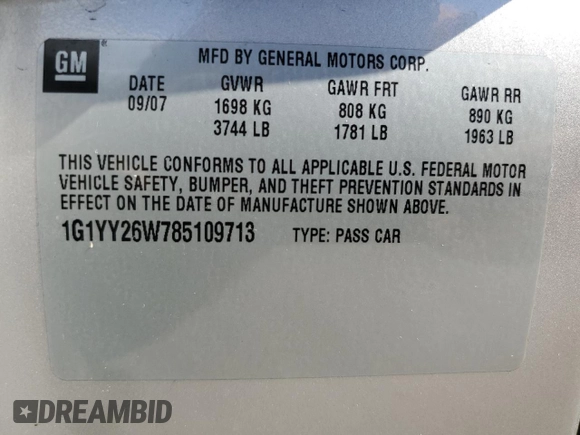 GM
MFD BY GENERAL MOTORS CORP.
DATE GVWR GAWR FRT GAWR RR
09/07 1698 KG 808 KG 890 KG
3744 LB 1781 LB 1963 LB
THIS VEHICLE CONFORMS TO ALL APPLICABLE U.S. FEDERAL MOTOR
VEHICLE SAFETY, BUMPER, AND THEFT PREVENTION STANDARDS IN
EFFECT ON THE DATE OF MANUFACTURE SHOWN ABOVE.
1G1YY26W785109713 TYPE: PASS CAR
DREAMBID